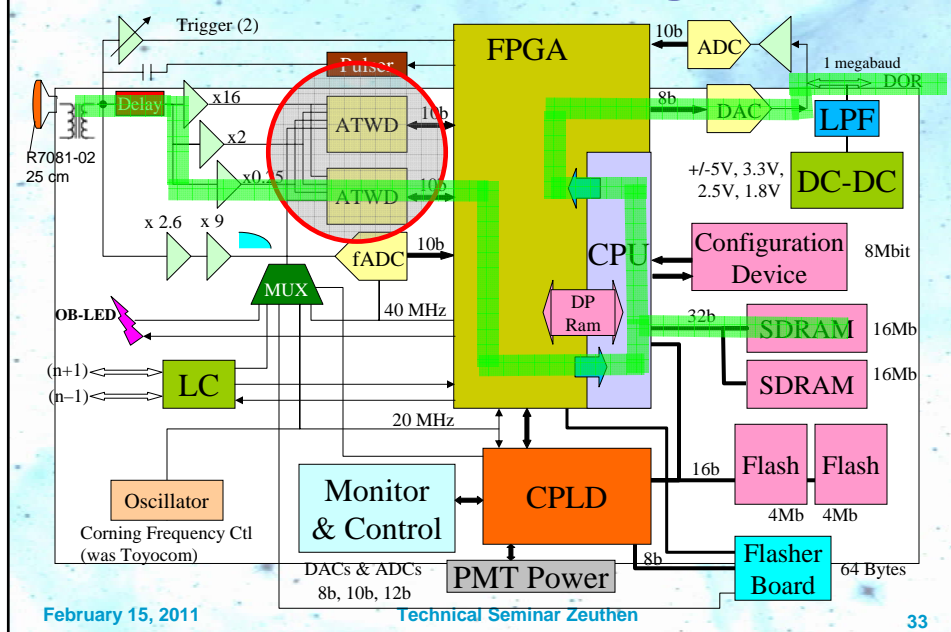 Trigger (2)
FPGA
10b
ADC
1 megabaud
DOR
Pulser
Delay
x16
ATWD
10b
8b
DAC
LPF
R7081-02
25 cm
x2
x0.25
ATWD
10b
+/-5V, 3.3V,
2.5V, 1.8V
DC-DC
x 2.6
x 9
fADC
10b
CPU
Configuration
Device
8Mbit
MUX
OB-LED
40 MHz
DP
Ram
32b
SDRAM
16Mb
(n+1)
(n–1)
LC
SDRAM
16Mb
20 MHz
Oscillator
Corning Frequency Ctl
(was Toyocom)
Monitor
& Control
CPLD
16b
Flash
Flash
4Mb
4Mb
DACs & ADCs
8b, 10b, 12b
PMT Power
8b
Flasher
Board
64 Bytes
February 15, 2011
Technical Seminar Zeuthen
33